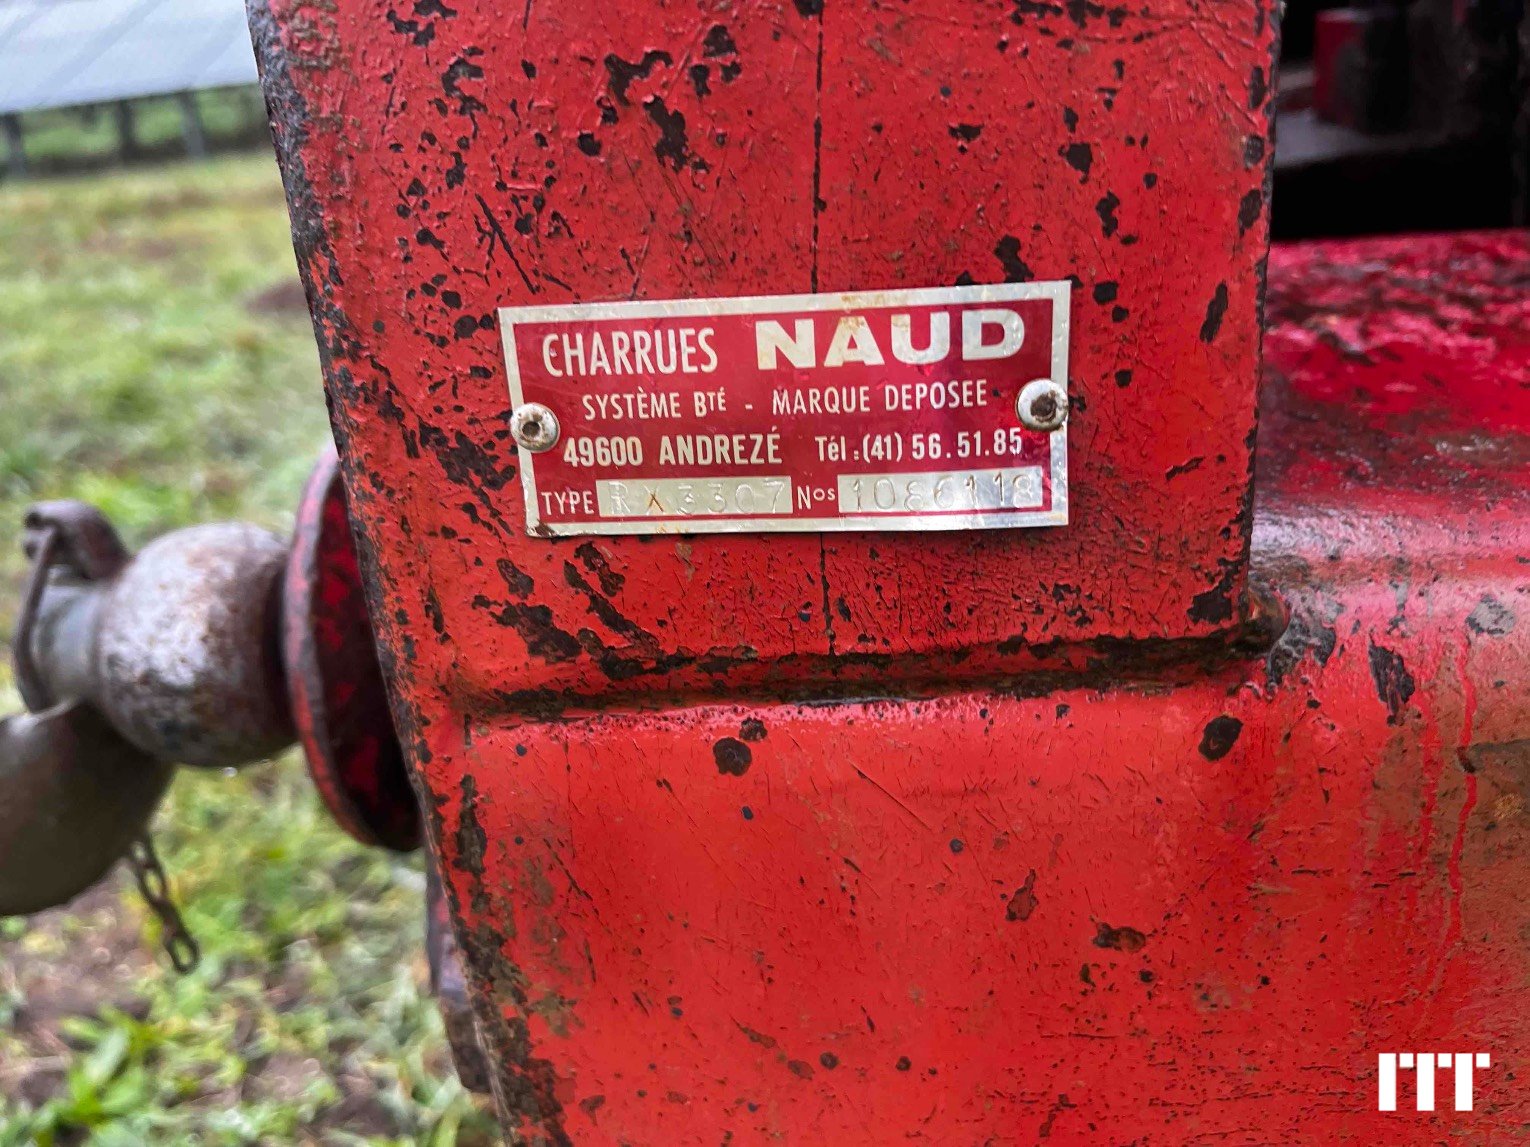 CHARRUES NAUD
SYSTÈME BTÉ - MARQUE DEPOSEE
49600 ANDREZÉ Tél : (41) 56.51.85
TYPE RX3307 Nos 1086118
ITT